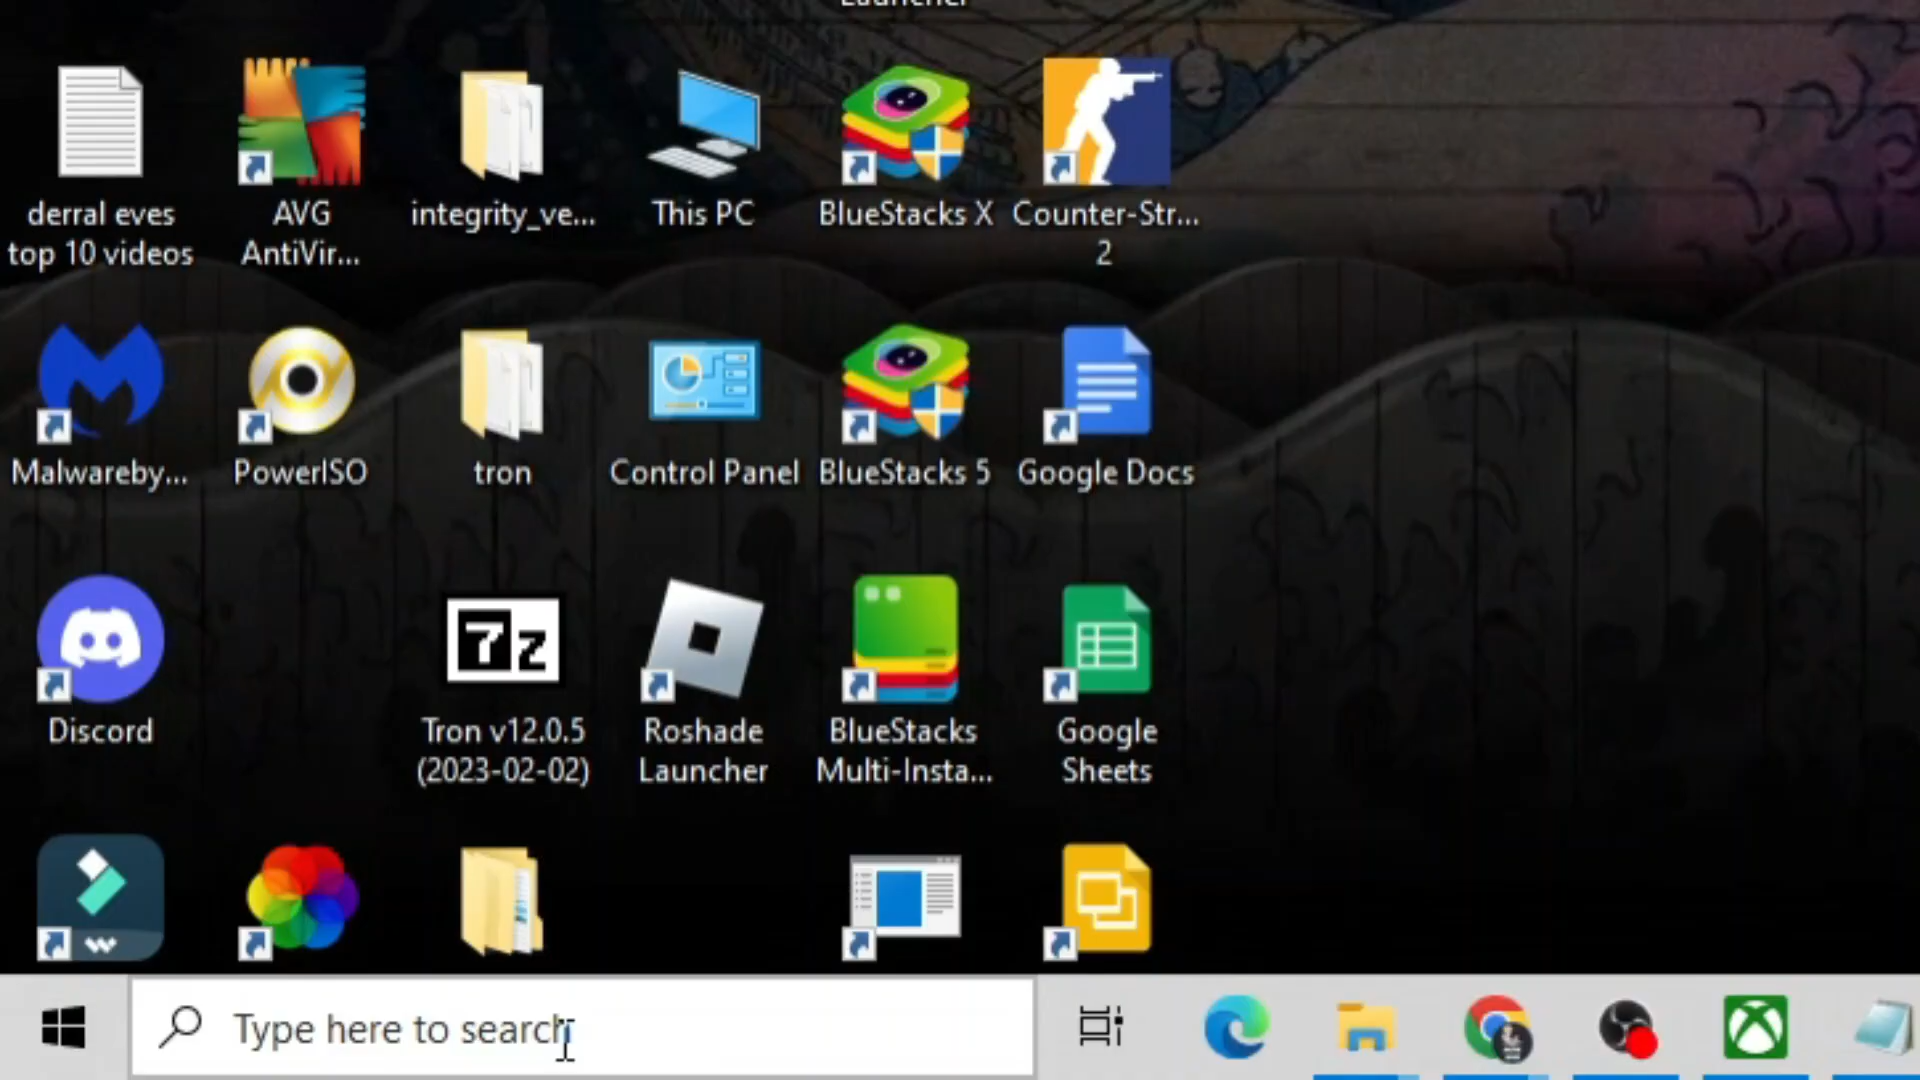 Launcher
derral eves
top 10 videos
AVG
AntiVir...
integrity_ve...
This PC
BlueStacks X
Counter-Str...
2
Malwareby...
PowerISO
tron
Control Panel
BlueStacks 5
Google Docs
Discord
7z
Tron v12.0.5
(2023-02-02)
Roshade
Launcher
BlueStacks
Multi-Insta...
Google
Sheets
Type here to search